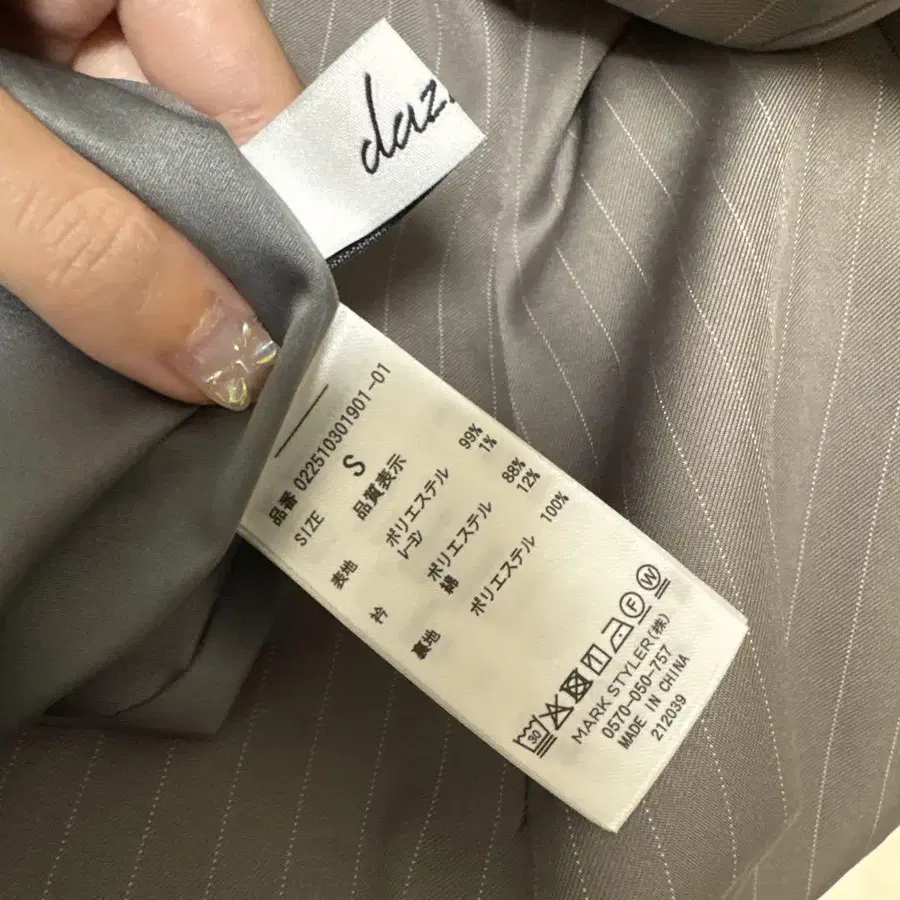 daz
品番 022510301901-01
SIZE S
品質表示
表地 ポリエステル 99%
レーヨン 1%
衿 ポリエステル 88%
綿 12%
裏地 ポリエステル 100%
30 F W
MARK STYLER(株)
0570-050-757
MADE IN CHINA
212039